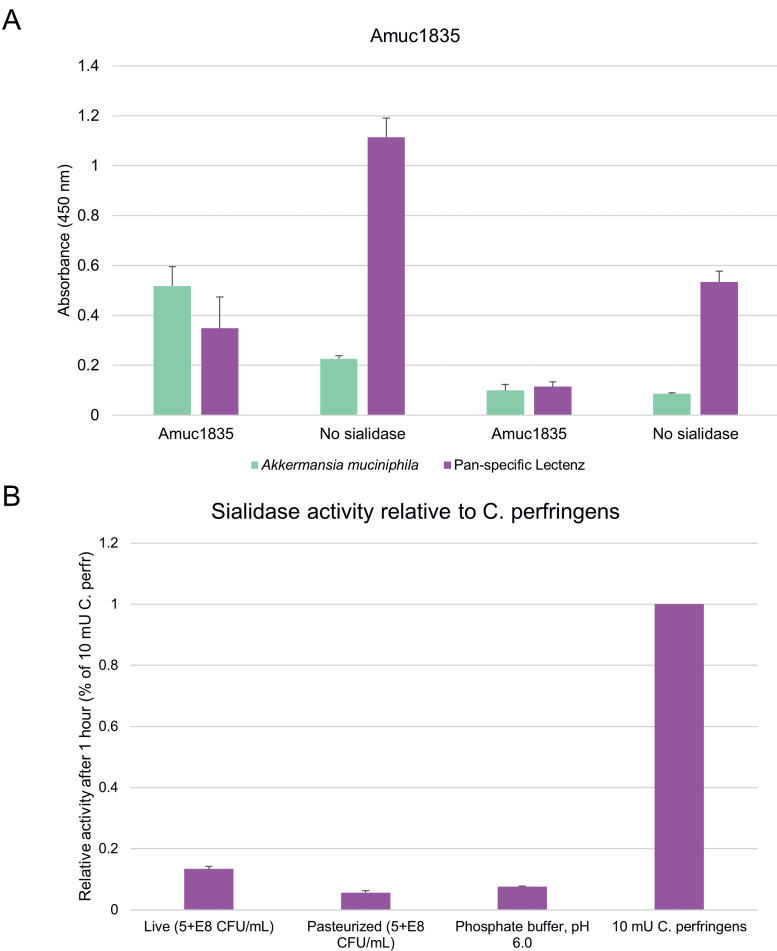 A
Amuc1835
Absorbance (450 nm)
1.4
1.2
1
0.8
0.6
0.4
0.2
0
Amuc1835 No sialidase Amuc1835 No sialidase
Akkermansia muciniphila Pan-specific Lectenz
B
Sialidase activity relative to C. perfringens
Relative activity after 1 hour (% of 10 mU C. perfr)
1.2
1
0.8
0.6
0.4
0.2
0
Live (5+E8 CFU/mL) Pasteurized (5+E8 Phosphate buffer, pH 10 mU C. perfringens
CFU/mL) 6.0